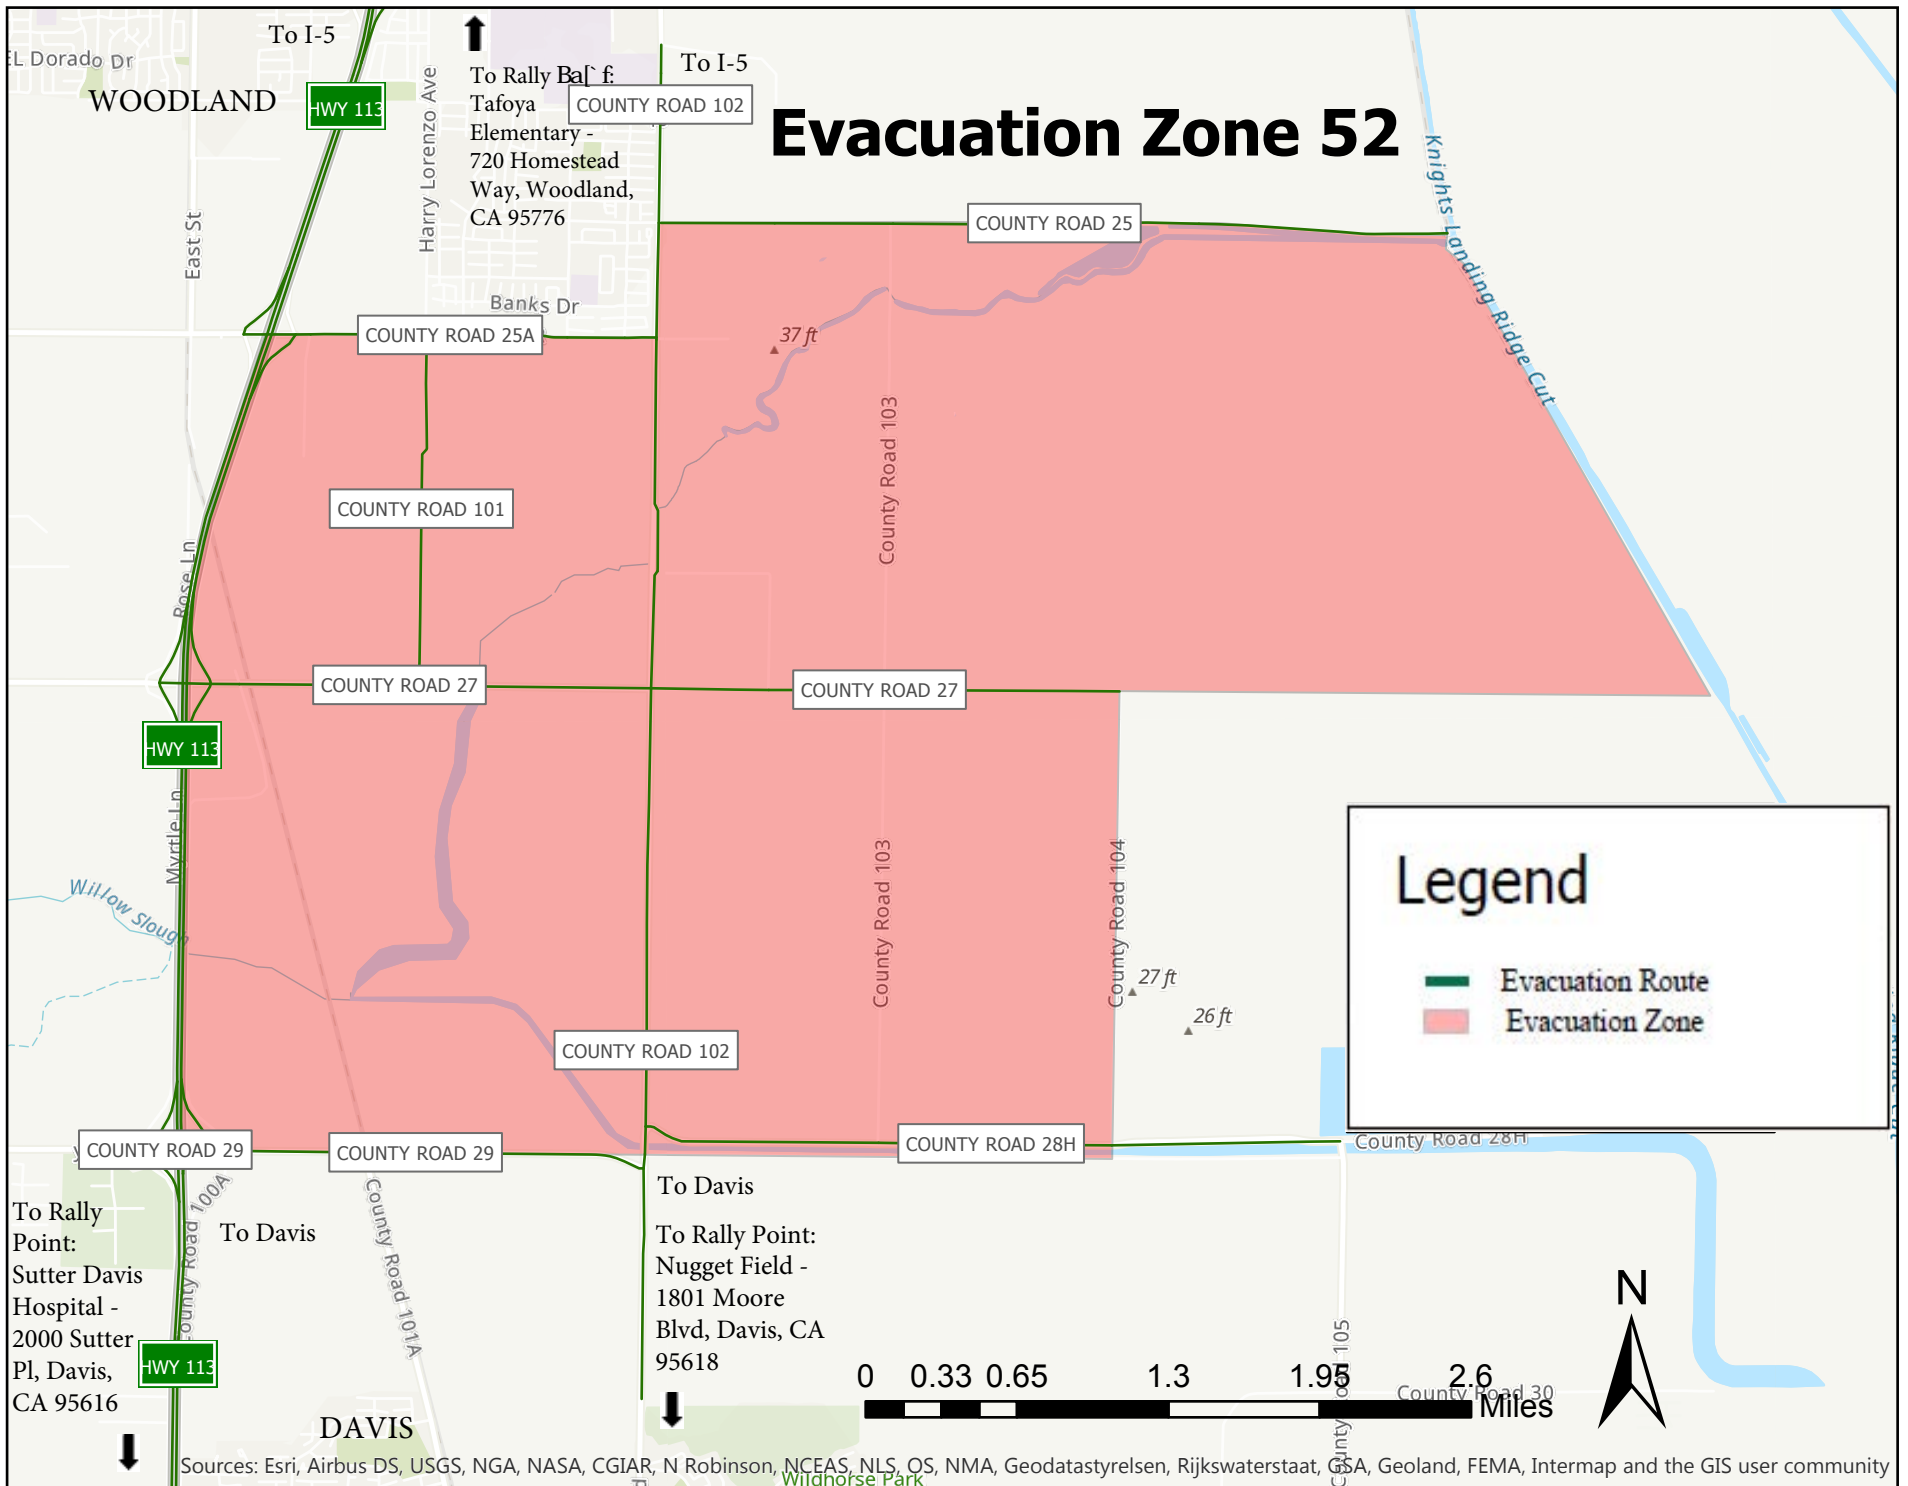 To I-5
EL Dorado Dr
WOODLAND
HWY 113
Harry Lorenzo Ave
East St
To Rally Ba[` f:
Tafoya
Elementary -
720 Homestead
Way, Woodland,
CA 95776
To I-5
COUNTY ROAD 102
Evacuation Zone 52
Knights Landing Ridge Cut
COUNTY ROAD 25
Banks Dr
COUNTY ROAD 25A
37 ft
County Road 103
COUNTY ROAD 101
Rose Ln
COUNTY ROAD 27
COUNTY ROAD 27
HWY 113
Myrtle Ln
Willow Slough
County Road 103
County Road 104
27 ft
26 ft
Legend
Evacuation Route
Evacuation Zone
COUNTY ROAD 102
COUNTY ROAD 29
COUNTY ROAD 29
COUNTY ROAD 28H
County Road 28H
County Road 100A
County Road 101A
To Davis
To Davis
To Rally
Point:
Sutter Davis
Hospital -
2000 Sutter
Pl, Davis,
CA 95616
To Rally Point:
Nugget Field -
1801 Moore
Blvd, Davis, CA
95618
HWY 113
DAVIS
N
0 0.33 0.65 1.3 1.95 2.6
Miles
County Road 105
County Road 30
Sources: Esri, Airbus DS, USGS, NGA, NASA, CGIAR, N Robinson, NCEAS, NLS, OS, NMA, Geodatastyrelsen, Rijkswaterstaat, GSA, Geoland, FEMA, Intermap and the GIS user community
Wildhorse Park